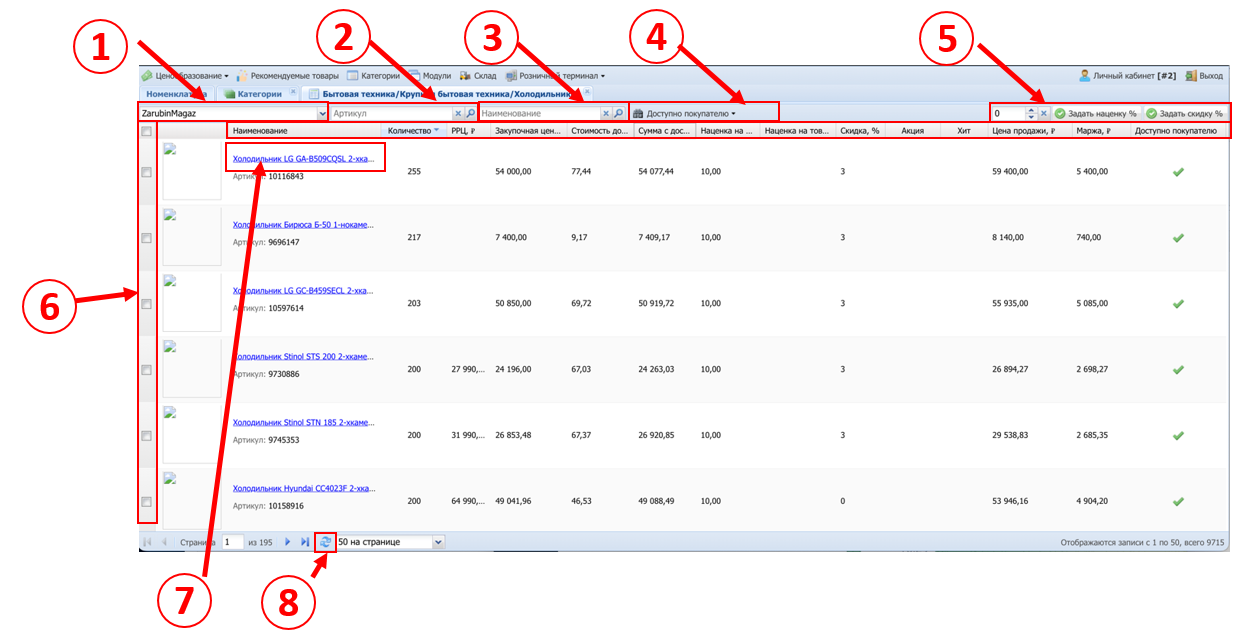 1
2
3
4
5
Ценообразование Рекомендуемые товары Категории Модули Склад Розничный терминал Личный кабинет [#2] Выход
Номенклатура Категории Бытовая техника/Крупная бытовая техника/Холодильник
ZarubinMagaz Артикул Наименование Доступно покупателю 0 Задать наценку % Задать скидку %
Наименование Количество РРЦ, ₽ Закупочная цен... Стоимость до... Сумма с дос... Наценка на ... Наценка на тов... Скидка, % Акция Хит Цена продажи, ₽ Маржа, ₽ Доступно покупателю
Холодильник LG GA-B509CQSL 2-хка...
Артикул: 10116843
255 54 000,00 77,44 54 077,44 10,00 3 59 400,00 5 400,00
Холодильник Бирюса Б-50 1-нокаме...
Артикул: 9696147
217 7 400,00 9,17 7 409,17 10,00 3 8 140,00 740,00
Холодильник LG GC-B459SECL 2-хка...
Артикул: 10597614
203 50 850,00 69,72 50 919,72 10,00 3 55 935,00 5 085,00
6
Холодильник Stinol STS 200 2-хкаме...
Артикул: 9730886
200 27 990,... 24 196,00 67,03 24 263,03 10,00 3 26 894,27 2 698,27
Холодильник Stinol STN 185 2-хкаме...
Артикул: 9745353
200 31 990,... 26 853,48 67,37 26 920,85 10,00 3 29 538,83 2 685,35
Холодильник Hyundai CC4023F 2-хка...
Артикул: 10158916
200 64 990,... 49 041,96 46,53 49 088,49 10,00 0 53 946,16 4 904,20
Страница 1 из 195 50 на странице Отображаются записи с 1 по 50, всего 9715
7
8